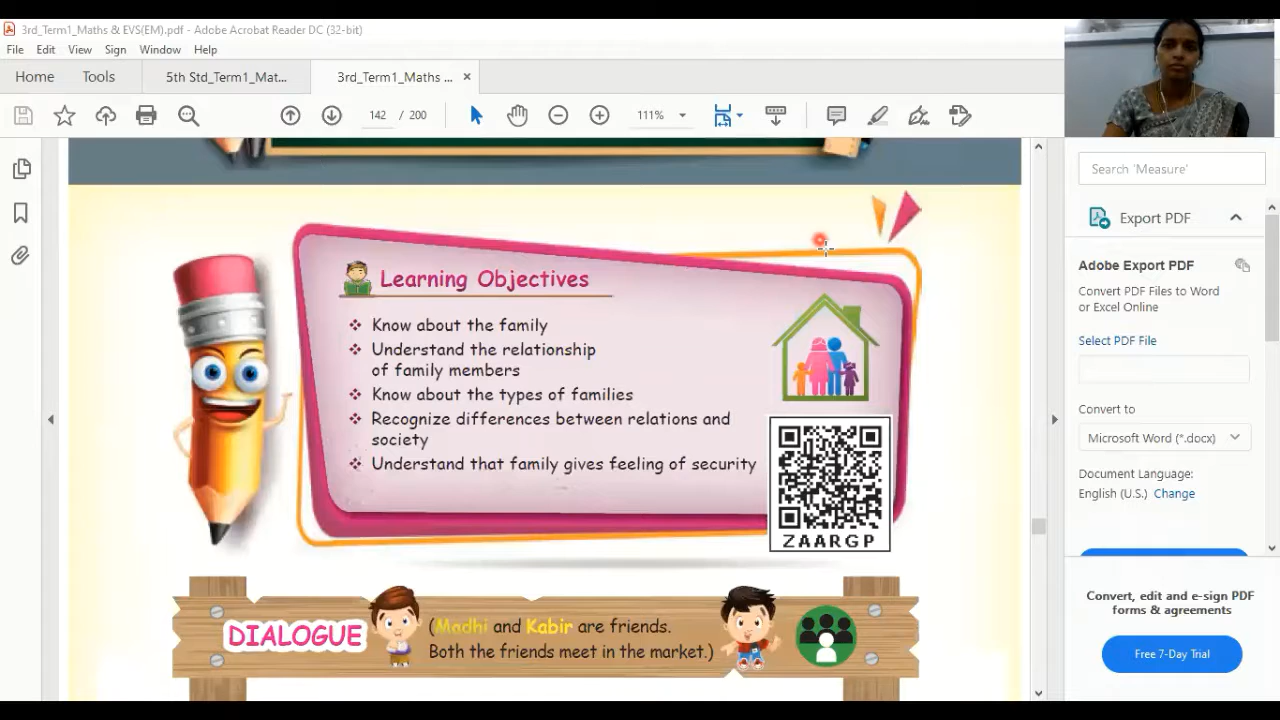 3rd_Term1_Maths & EVS(EM).pdf - Adobe Acrobat Reader DC (32-bit)
File Edit View Sign Window Help
Home Tools 5th Std_Term1_Mat... 3rd_Term1_Maths ... ×
142 / 200 111%
Search 'Measure'
Export PDF
Adobe Export PDF
Convert PDF Files to Word
or Excel Online
Select PDF File
Convert to
Microsoft Word (*.docx)
Document Language:
English (U.S.) Change
Convert, edit and e-sign PDF
forms & agreements
Free 7-Day Trial
Learning Objectives
❖ Know about the family
❖ Understand the relationship
of family members
❖ Know about the types of families
❖ Recognize differences between relations and
society
❖ Understand that family gives feeling of security
ZAARGP
DIALOGUE
(Madhi and Kabir are friends.
Both the friends meet in the market.)